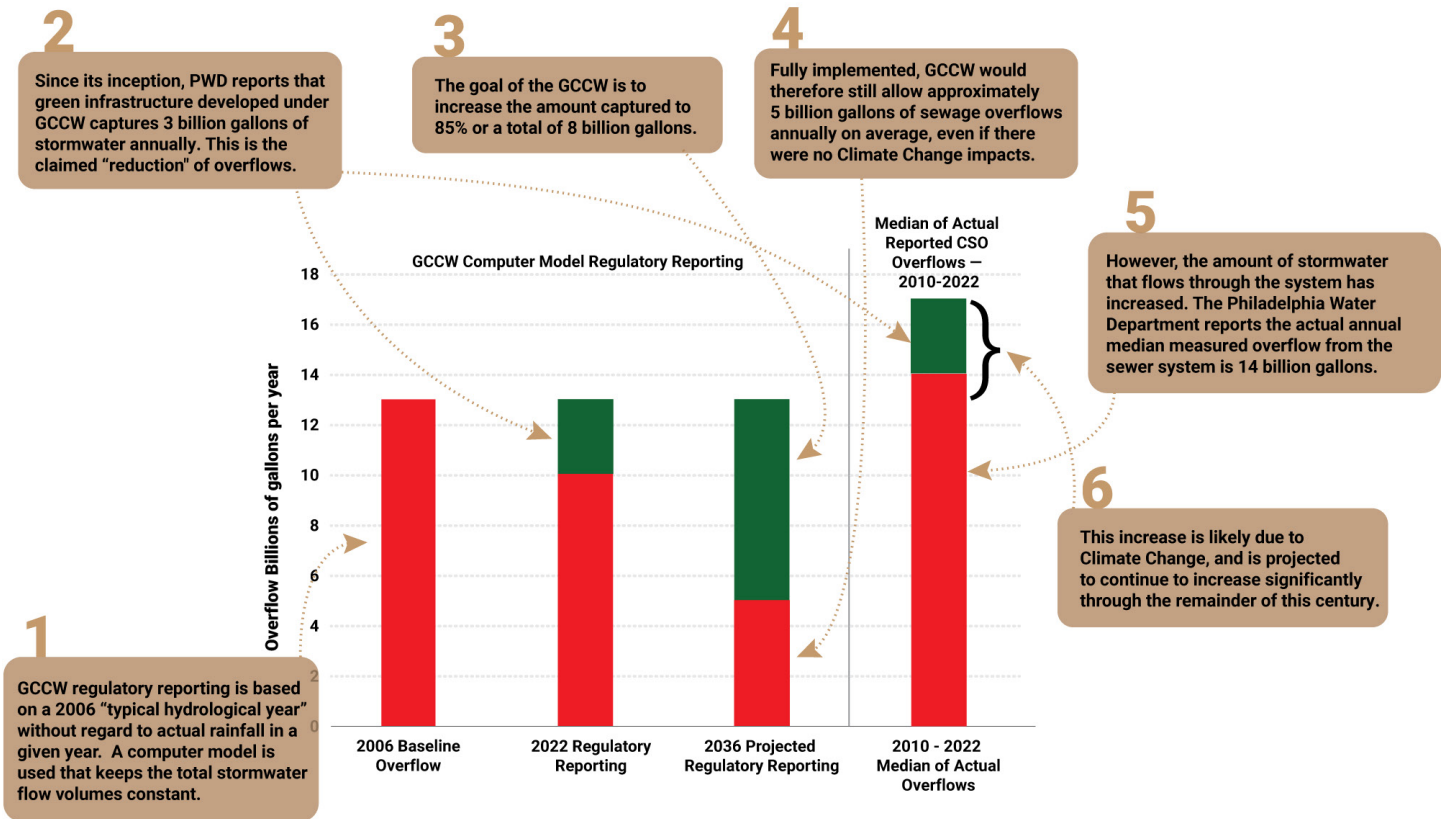 2
Since its inception, PWD reports that
green infrastructure developed under
GCCW captures 3 billion gallons of
stormwater annually. This is the
claimed “reduction" of overflows.
3
The goal of the GCCW is to
increase the amount captured to
85% or a total of 8 billion gallons.
4
Fully implemented, GCCW would
therefore still allow approximately
5 billion gallons of sewage overflows
annually on average, even if there
were no Climate Change impacts.
5
However, the amount of stormwater
that flows through the system has
increased. The Philadelphia Water
Department reports the actual annual
median measured overflow from the
sewer system is 14 billion gallons.
6
This increase is likely due to
Climate Change, and is projected
to continue to increase significantly
through the remainder of this century.
1
GCCW regulatory reporting is based
on a 2006 “typical hydrological year”
without regard to actual rainfall in a
given year.  A computer model is
used that keeps the total stormwater
flow volumes constant.
GCCW Computer Model Regulatory Reporting
Median of Actual
Reported CSO
Overflows —
2010-2022
Overflow Billions of gallons per year
18
16
14
12
10
8
6
4
2
0
2006 Baseline
Overflow
2022 Regulatory
Reporting
2036 Projected
Regulatory Reporting
2010 - 2022
Median of Actual
Overflows